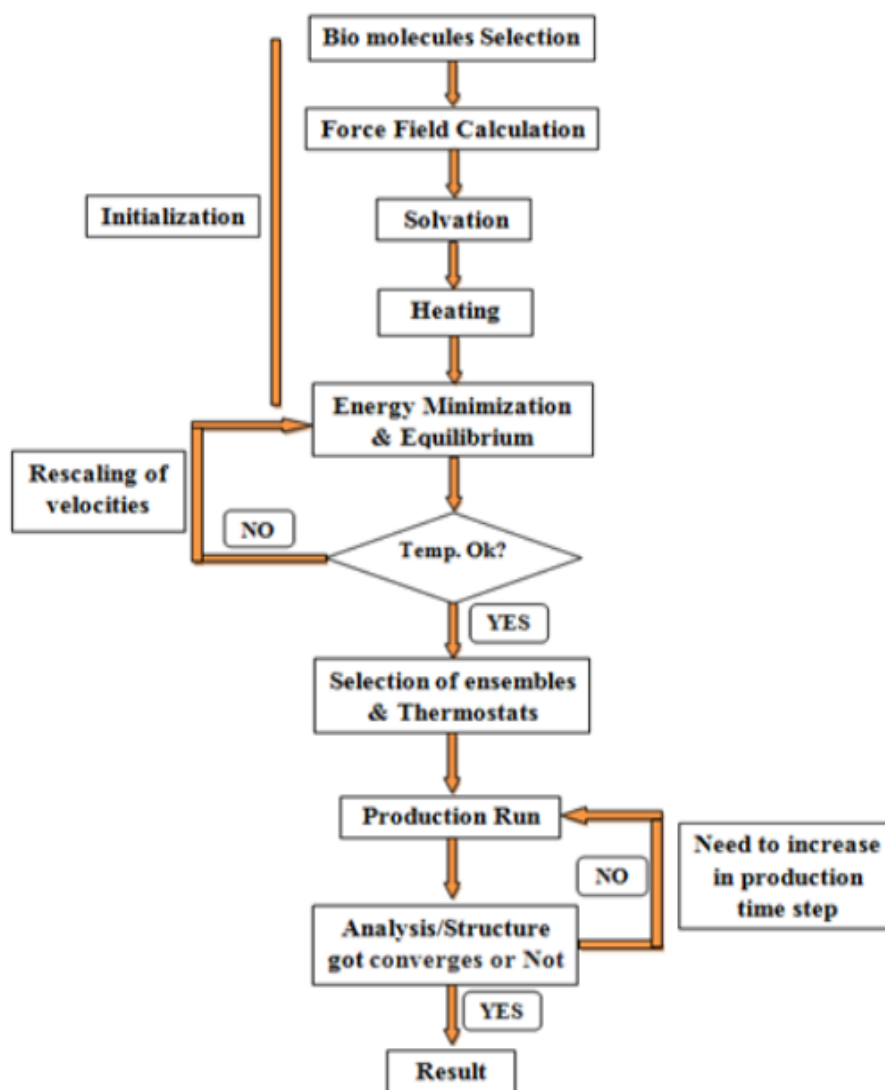 Bio molecules Selection
Force Field Calculation
Initialization
Solvation
Heating
Energy Minimization
& Equilibrium
Rescaling of
velocities
NO
Temp. Ok?
YES
Selection of ensembles
& Thermostats
Production Run
Need to increase
in production
time step
NO
Analysis/Structure
got converges or Not
YES
Result